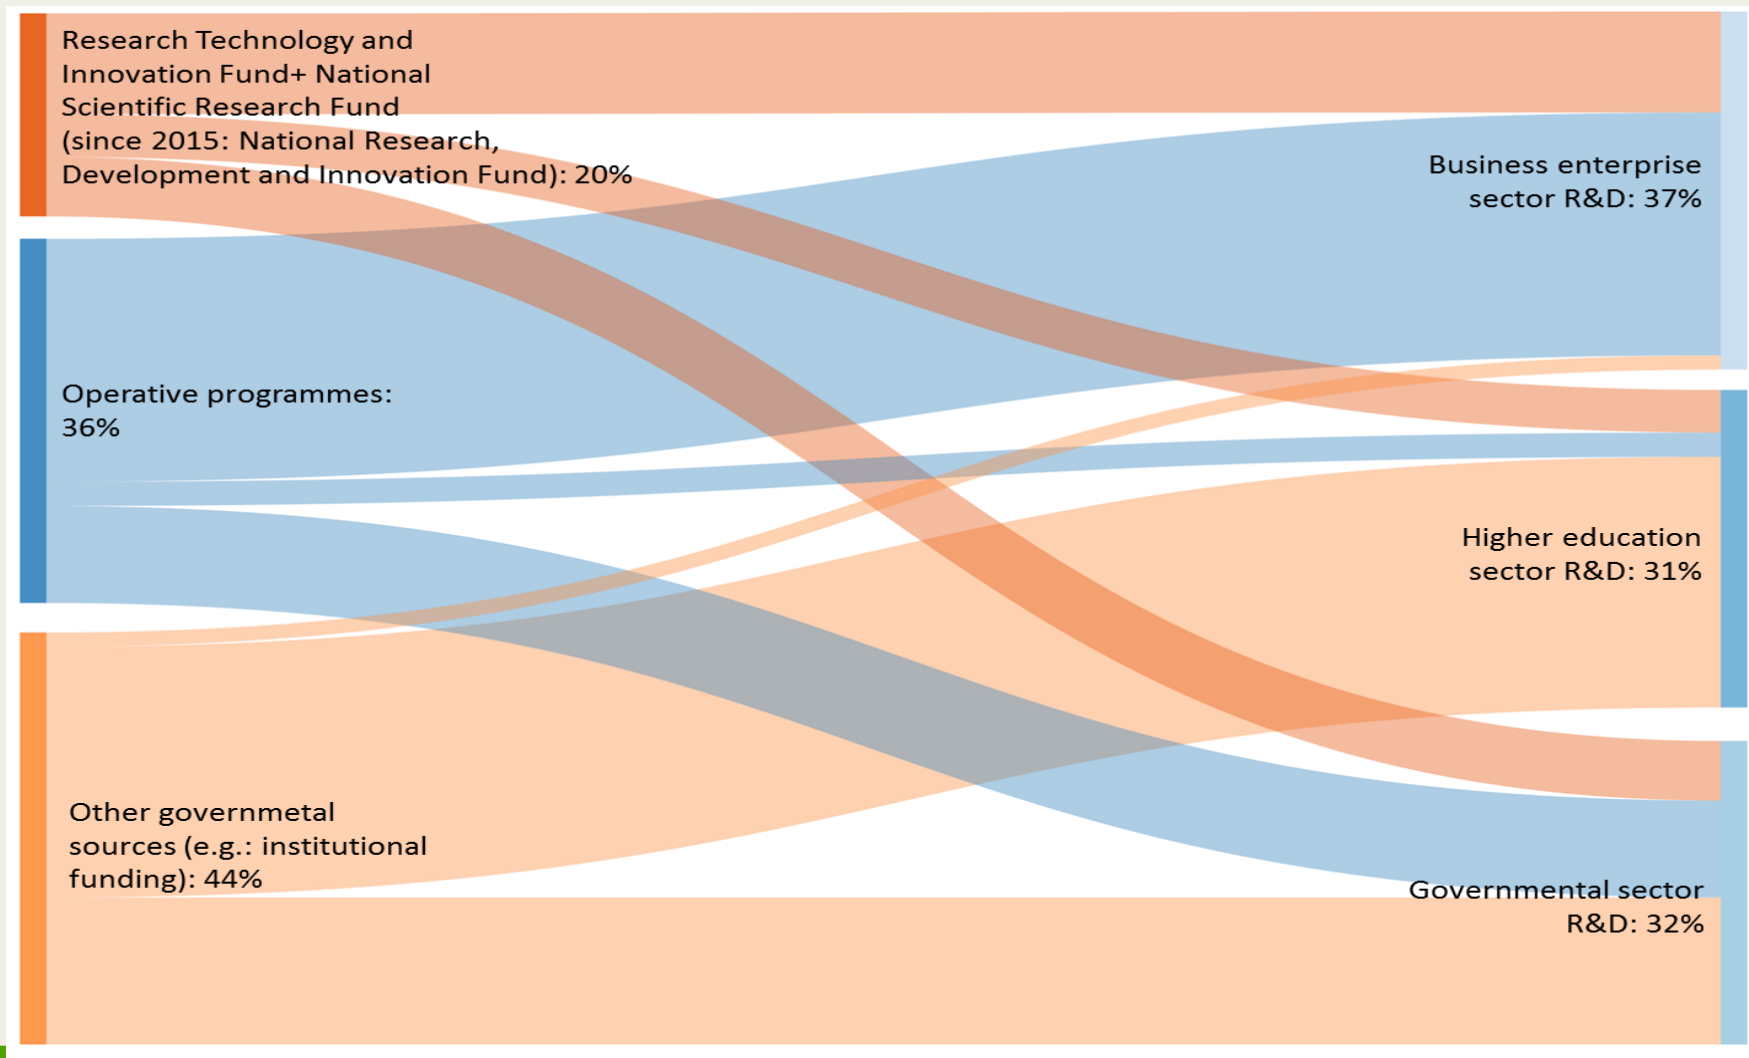 Research Technology and
Innovation Fund+ National
Scientific Research Fund
(since 2015: National Research,
Development and Innovation Fund): 20%
Business enterprise
sector R&D: 37%
Operative programmes:
36%
Higher education
sector R&D: 31%
Other governmetal
sources (e.g.: institutional
funding): 44%
Governmental sector
R&D: 32%